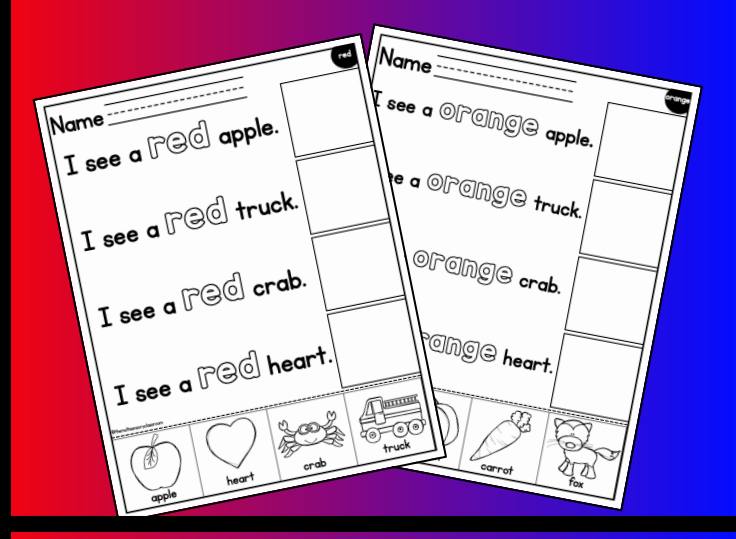 red
Name
I see a red apple.
I see a red truck.
I see a red crab.
I see a red heart.
apple
heart
crab
truck
orange
Name
I see a orange apple.
orange truck.
orange crab.
heart.
carrot
fox